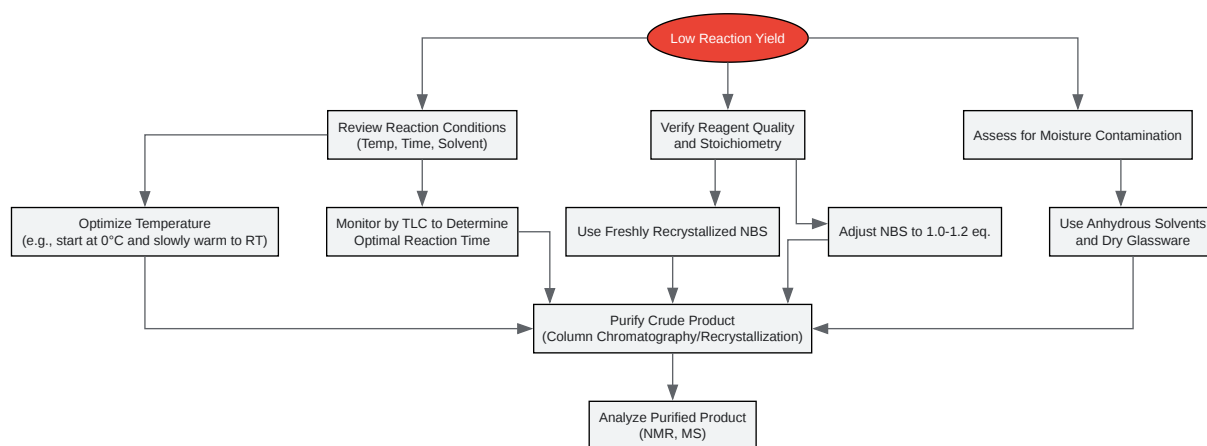 Low Reaction Yield
Review Reaction Conditions
(Temp, Time, Solvent)
Verify Reagent Quality
and Stoichiometry
Assess for Moisture Contamination
Optimize Temperature
(e.g., start at 0°C and slowly warm to RT)
Monitor by TLC to Determine
Optimal Reaction Time
Use Freshly Recrystallized NBS
Adjust NBS to 1.0-1.2 eq.
Use Anhydrous Solvents
and Dry Glassware
Purify Crude Product
(Column Chromatography/Recrystallization)
Analyze Purified Product
(NMR, MS)